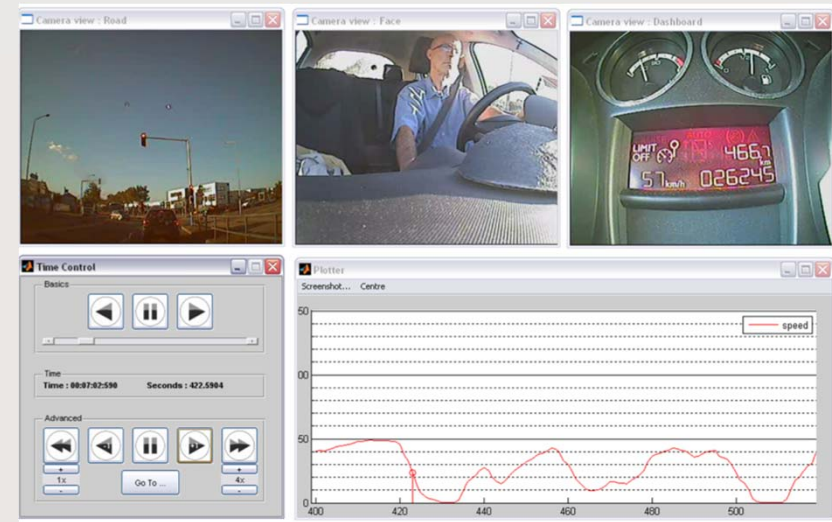 Camera view : Road
Camera view : Face
Camera view : Dashboard
LIMIT
OFF
466,7
km
57 km/h
026245
Time Control
Basics
Time
Time : 00:07:02:590 Seconds : 422.5904
Advanced
+ +
1x Go To ... 4x
- -
Plotter
Screenshot... Centre
speed
50
00
50
0
400 420 440 460 480 500